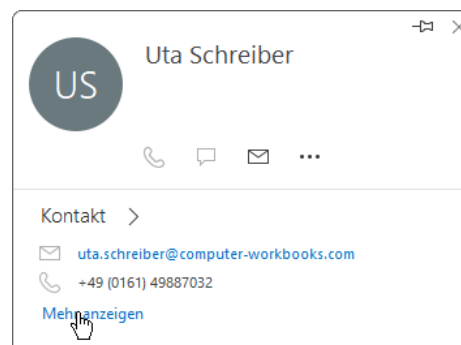 Uta Schreiber
US
Kontakt
uta.schreiber@computer-workbooks.com
+49 (0161) 49887032
Mehr anzeigen